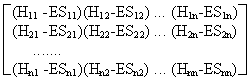 (H11 -ES11)(H12-ES12) ... (H1n-ES1n)
(H21 -ES21)(H22-ES22) ... (H2n-ES2n)
.......
(Hn1 -ESn1)(Hn2-ESn2) ... (Hnn-ESnn)